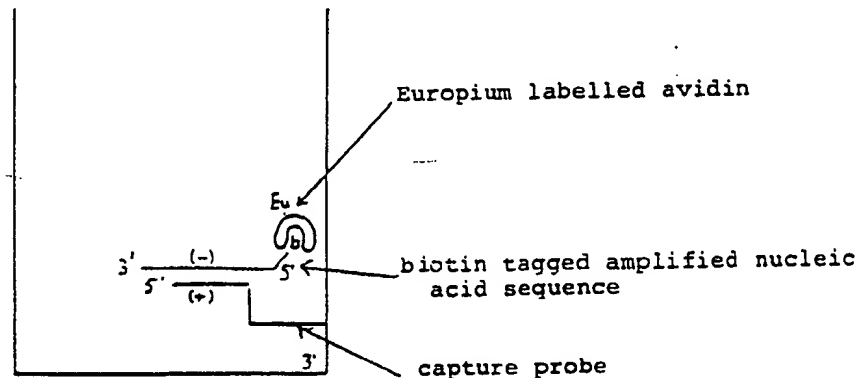 Europium labelled avidin
Eu
b
3' (-) 5'
biotin tagged amplified nucleic
acid sequence
5' (+)
3'
capture probe